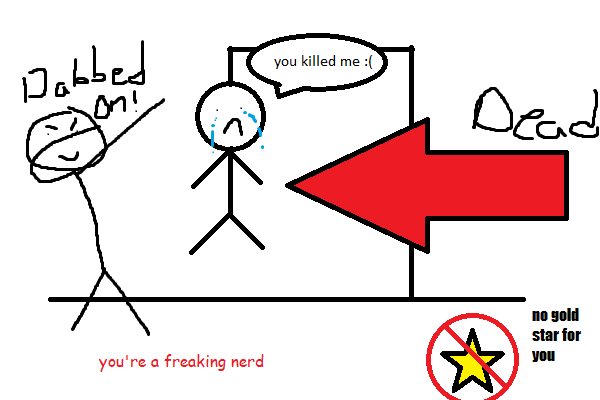 you killed me :(
Dabbed
on!
Dead
no gold
star for
you
you're a freaking nerd